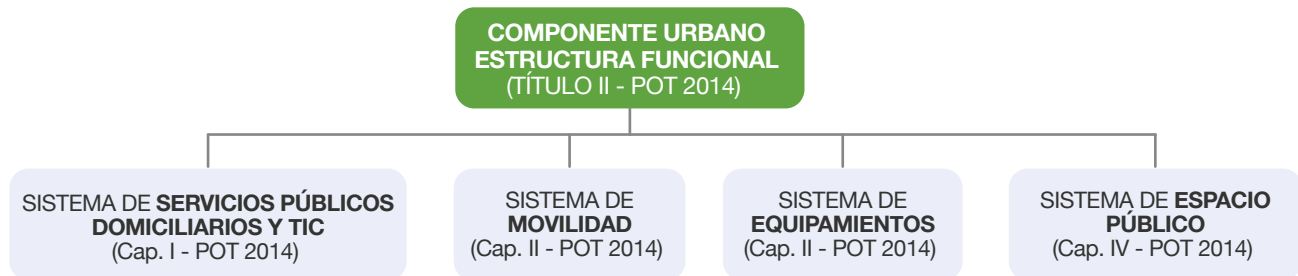 COMPONENTE URBANO
ESTRUCTURA FUNCIONAL
(TÍTULO II - POT 2014)
SISTEMA DE SERVICIOS PÚBLICOS
DOMICILIARIOS Y TIC
(Cap. I - POT 2014)
SISTEMA DE
MOVILIDAD
(Cap. II - POT 2014)
SISTEMA DE
EQUIPAMIENTOS
(Cap. II - POT 2014)
SISTEMA DE ESPACIO
PÚBLICO
(Cap. IV - POT 2014)